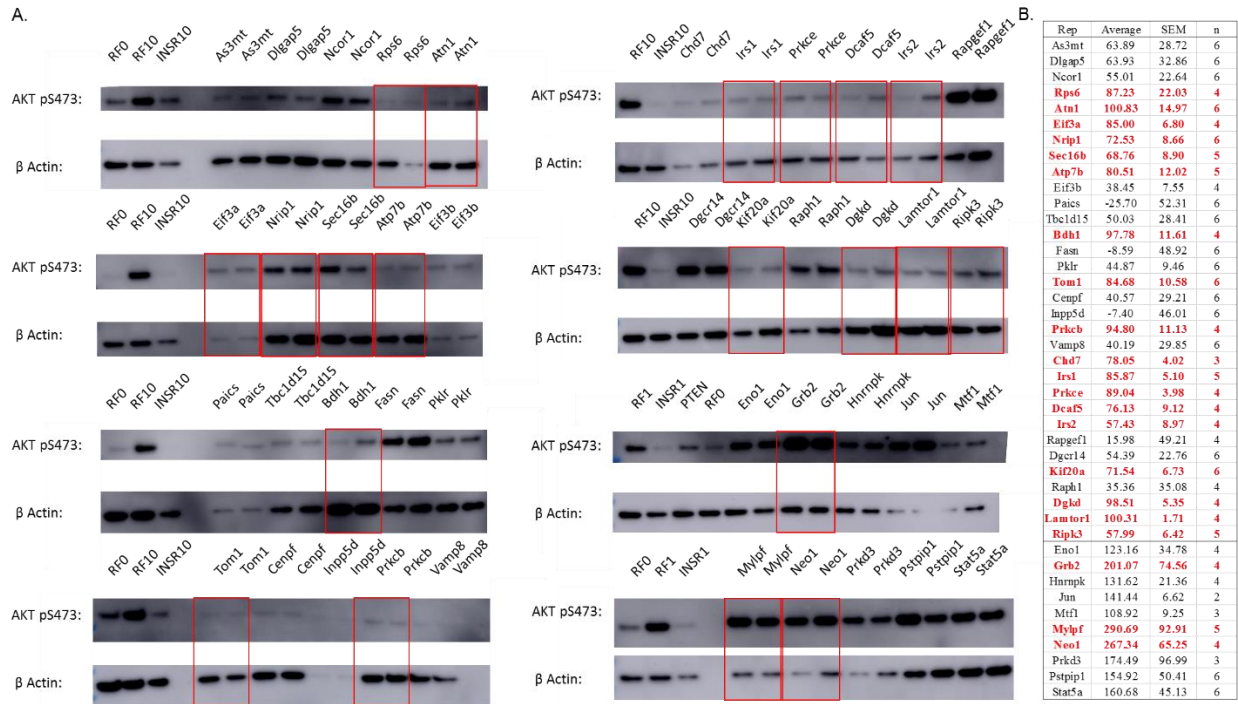 A.
RF0 RF10 INSR10 As3mt As3mt Dlgap5 Dlgap5 Ncor1 Ncor1 Rps6 Rps6 Atn1 Atn1
AKT pS473:
β Actin:
RF0 RF10 INSR10 Eif3a Eif3a Nrip1 Nrip1 Sec16b Sec16b Atp7b Atp7b Eif3b Eif3b
AKT pS473:
β Actin:
RF0 RF10 INSR10 Paics Paics Tbc1d15 Tbc1d15 Bdh1 Bdh1 Fasn Fasn Pklr Pklr
AKT pS473:
β Actin:
RF0 RF10 INSR10 Tom1 Tom1 Cenpf Cenpf Inpp5d Inpp5d Prkcb Prkcb Vamp8 Vamp8
AKT pS473:
β Actin:
RF10 INSR10 Chd7 Chd7 Irs1 Irs1 Prkce Prkce Dcaf5 Dcaf5 Irs2 Irs2 Rapgef1 Rapgef1
AKT pS473:
β Actin:
RF10 INSR10 Dgcr14 Dgcr14 Kif20a Kif20a Raph1 Raph1 Dgkd Dgkd Lamtor1 Lamtor1 Ripk3 Ripk3
AKT pS473:
β Actin:
RF1 INSR1 PTEN RF0 Eno1 Eno1 Grb2 Grb2 Hnrnpk Hnrnpk Jun Jun Mtf1 Mtf1
AKT pS473:
β Actin:
RF0 RF1 INSR1 Mylpf Mylpf Neo1 Neo1 Prkd3 Prkd3 Pstpip1 Pstpip1 Stat5a Stat5a
AKT pS473:
β Actin:
B.
Rep Average SEM n
As3mt 63.89 28.72 6
Dlgap5 63.93 32.86 6
Ncor1 55.01 22.64 6
Rps6 87.23 22.03 4
Atn1 100.83 14.97 6
Eif3a 85.00 6.80 4
Nrip1 72.53 8.66 6
Sec16b 68.76 8.90 5
Atp7b 80.51 12.02 5
Eif3b 38.45 7.55 4
Paics -25.70 52.31 6
Tbc1d15 50.03 28.41 6
Bdh1 97.78 11.61 4
Fasn -8.59 48.92 6
Pklr 44.87 9.46 6
Tom1 84.68 10.58 6
Cenpf 40.57 29.21 6
Inpp5d -7.40 46.01 6
Prkcb 94.80 11.13 4
Vamp8 40.19 29.85 6
Chd7 78.05 4.02 3
Irs1 85.87 5.10 5
Prkce 89.04 3.98 4
Dcaf5 76.13 9.12 4
Irs2 57.43 8.97 4
Rapgef1 15.98 49.21 4
Dgcr14 54.39 22.76 6
Kif20a 71.54 6.73 6
Raph1 35.36 35.08 4
Dgkd 98.51 5.35 4
Lamtor1 100.31 1.71 4
Ripk3 57.99 6.42 5
Eno1 123.16 34.78 4
Grb2 201.07 74.56 4
Hnrnpk 131.62 21.36 4
Jun 141.44 6.62 2
Mtf1 108.92 9.25 3
Mylpf 290.69 92.91 5
Neo1 267.34 65.25 4
Prkd3 174.49 96.99 3
Pstpip1 154.92 50.41 6
Stat5a 160.68 45.13 6